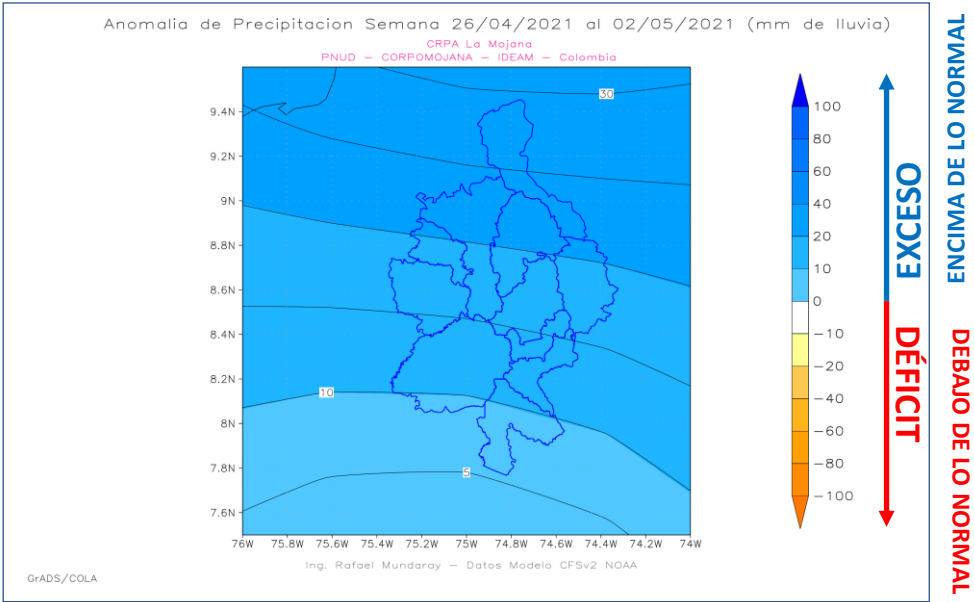 Anomalia de Precipitacion Semana 26/04/2021 al 02/05/2021 (mm de lluvia)
CRPA La Mojana
PNUD — CORPOMOJANA — IDEAM — Colombia
30
10
5
9.4N
9.2N
9N
8.8N
8.6N
8.4N
8.2N
8N
7.8N
7.6N
76W 75.8W 75.6W 75.4W 75.2W 75W 74.8W 74.6W 74.4W 74.2W 74W
100
80
60
40
20
10
0
−10
−20
−40
−60
−80
−100
EXCESO
ENCIMA DE LO NORMAL
DÉFICIT
DEBAJO DE LO NORMAL
Ing. Rafael Mundaray — Datos Modelo CFSv2 NOAA
GrADS/COLA